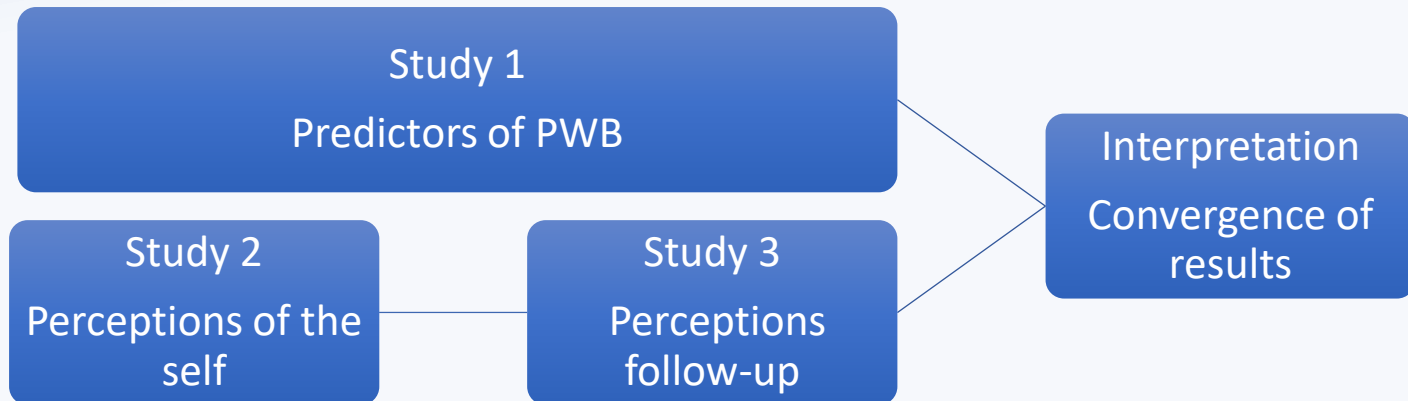 Study 1
Predictors of PWB
Study 2
Perceptions of the
self
Study 3
Perceptions
follow-up
Interpretation
Convergence of
results